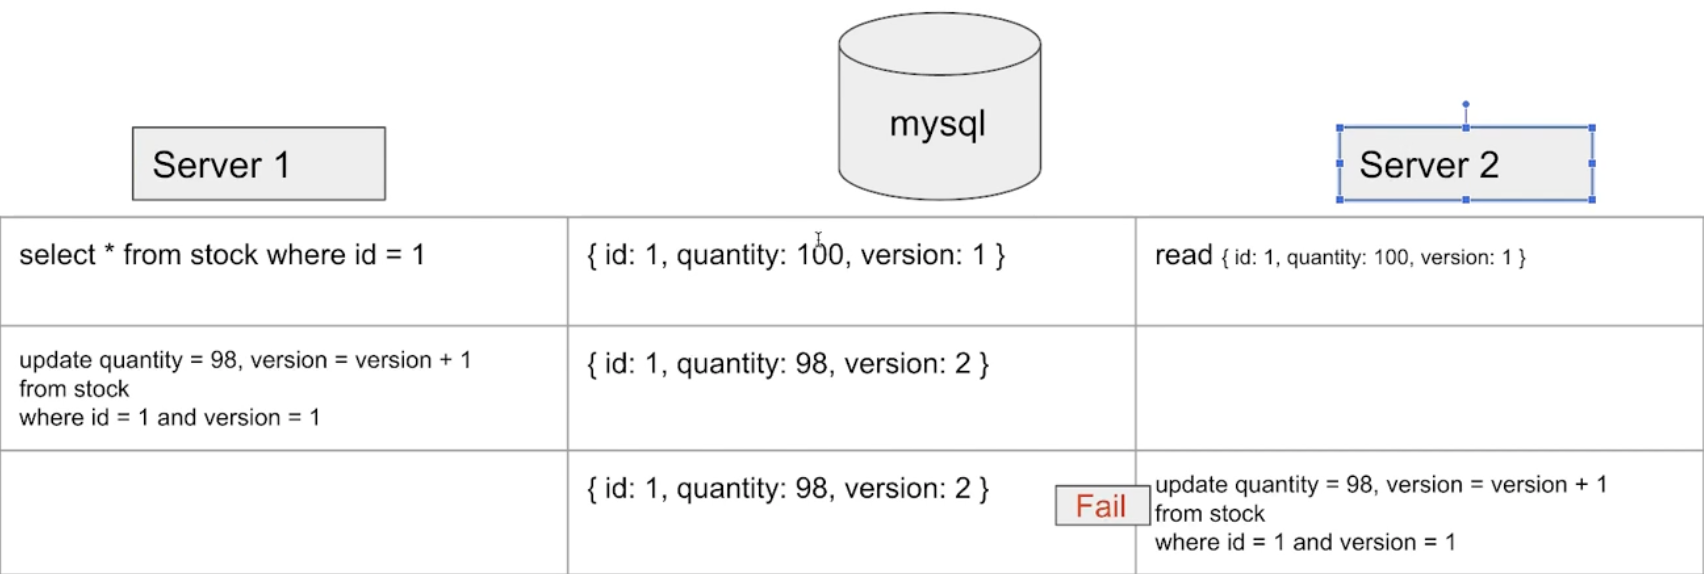 mysql
Server 1
Server 2
select * from stock where id = 1
{ id: 1, quantity: 100, version: 1 }
read { id: 1, quantity: 100, version: 1 }
update quantity = 98, version = version + 1
from stock
where id = 1 and version = 1
{ id: 1, quantity: 98, version: 2 }
{ id: 1, quantity: 98, version: 2 }
Fail
update quantity = 98, version = version + 1
from stock
where id = 1 and version = 1